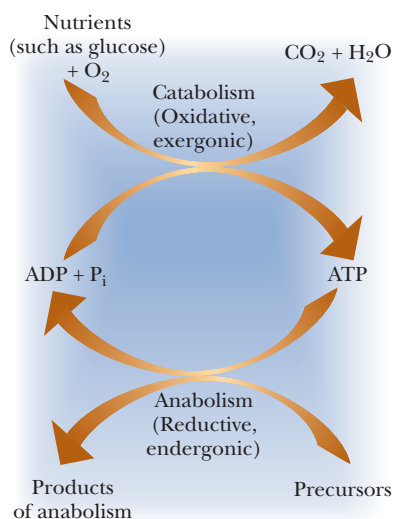 Nutrients
(such as glucose)
+ O₂
CO₂ + H₂O
Catabolism
(Oxidative,
exergonic)
ADP + Pᵢ
ATP
Anabolism
(Reductive,
endergonic)
Products
of anabolism
Precursors